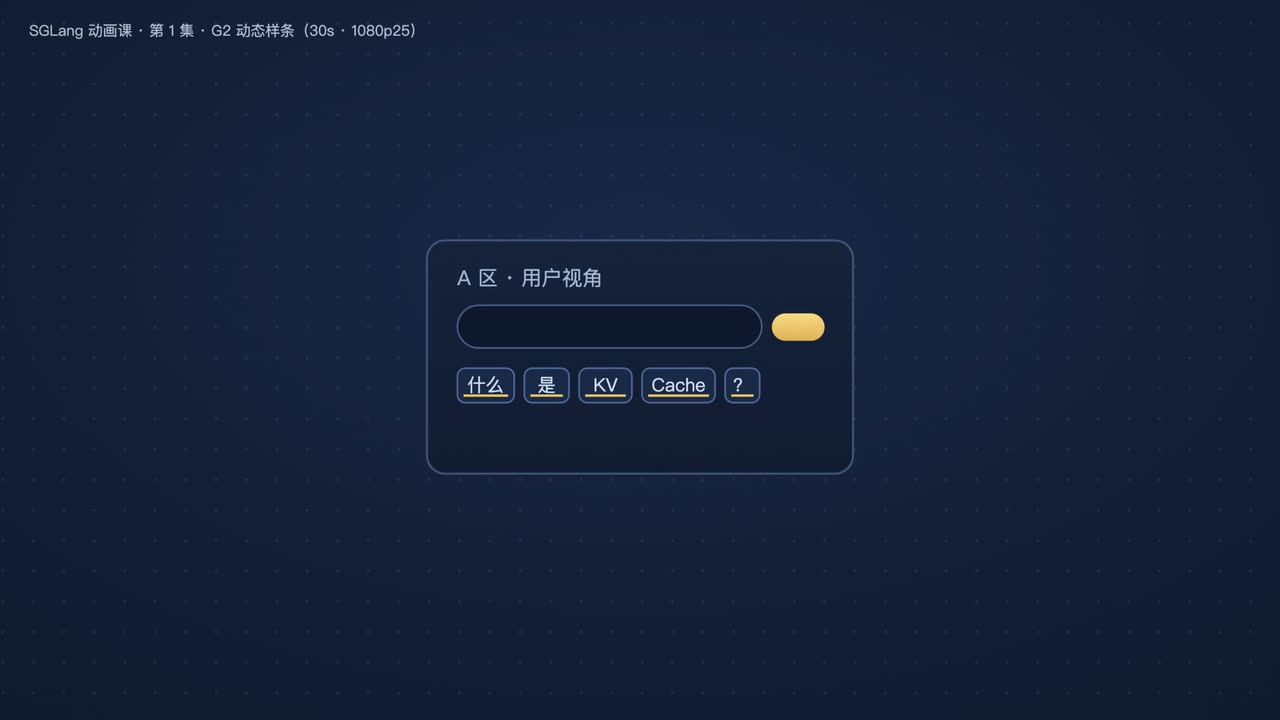 SGLang 动画课 · 第 1 集 · G2 动态样条（30s · 1080p25）
A 区 · 用户视角
什么 是 KV Cache ？